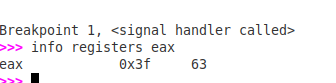 Breakpoint 1, <signal handler called>
>>> info registers eax
eax            0x3f     63
>>>